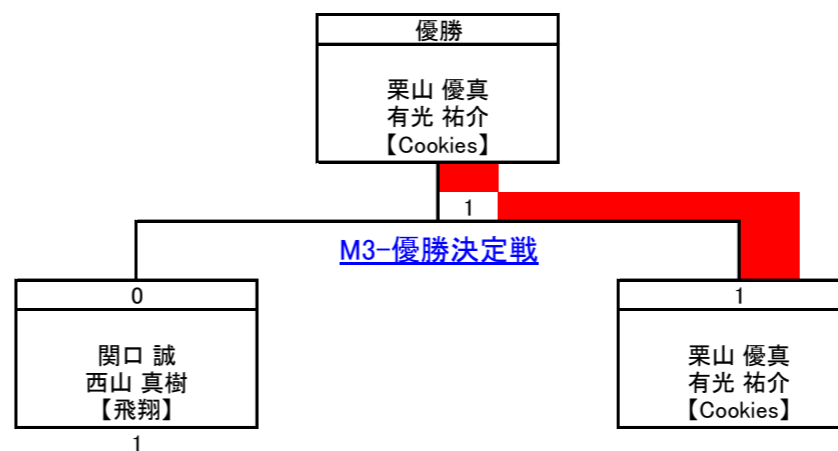 優勝
栗山 優真
有光 祐介
【Cookies】
1
M3-優勝決定戦
0
関口 誠
西山 真樹
【飛翔】
1
1
栗山 優真
有光 祐介
【Cookies】